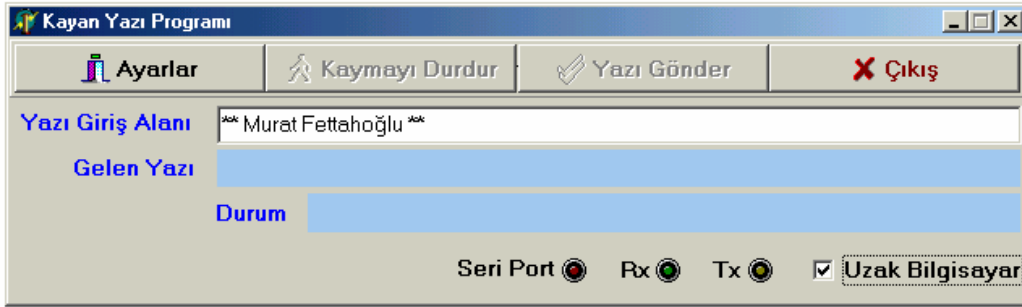 Kayan Yazı Programı
Ayarlar Kaymayı Durdur Yazı Gönder Çıkış
Yazı Giriş Alanı *** Murat Fettahoğlu ***
Gelen Yazı
Durum
Seri Port Rx Tx Uzak Bilgisayar